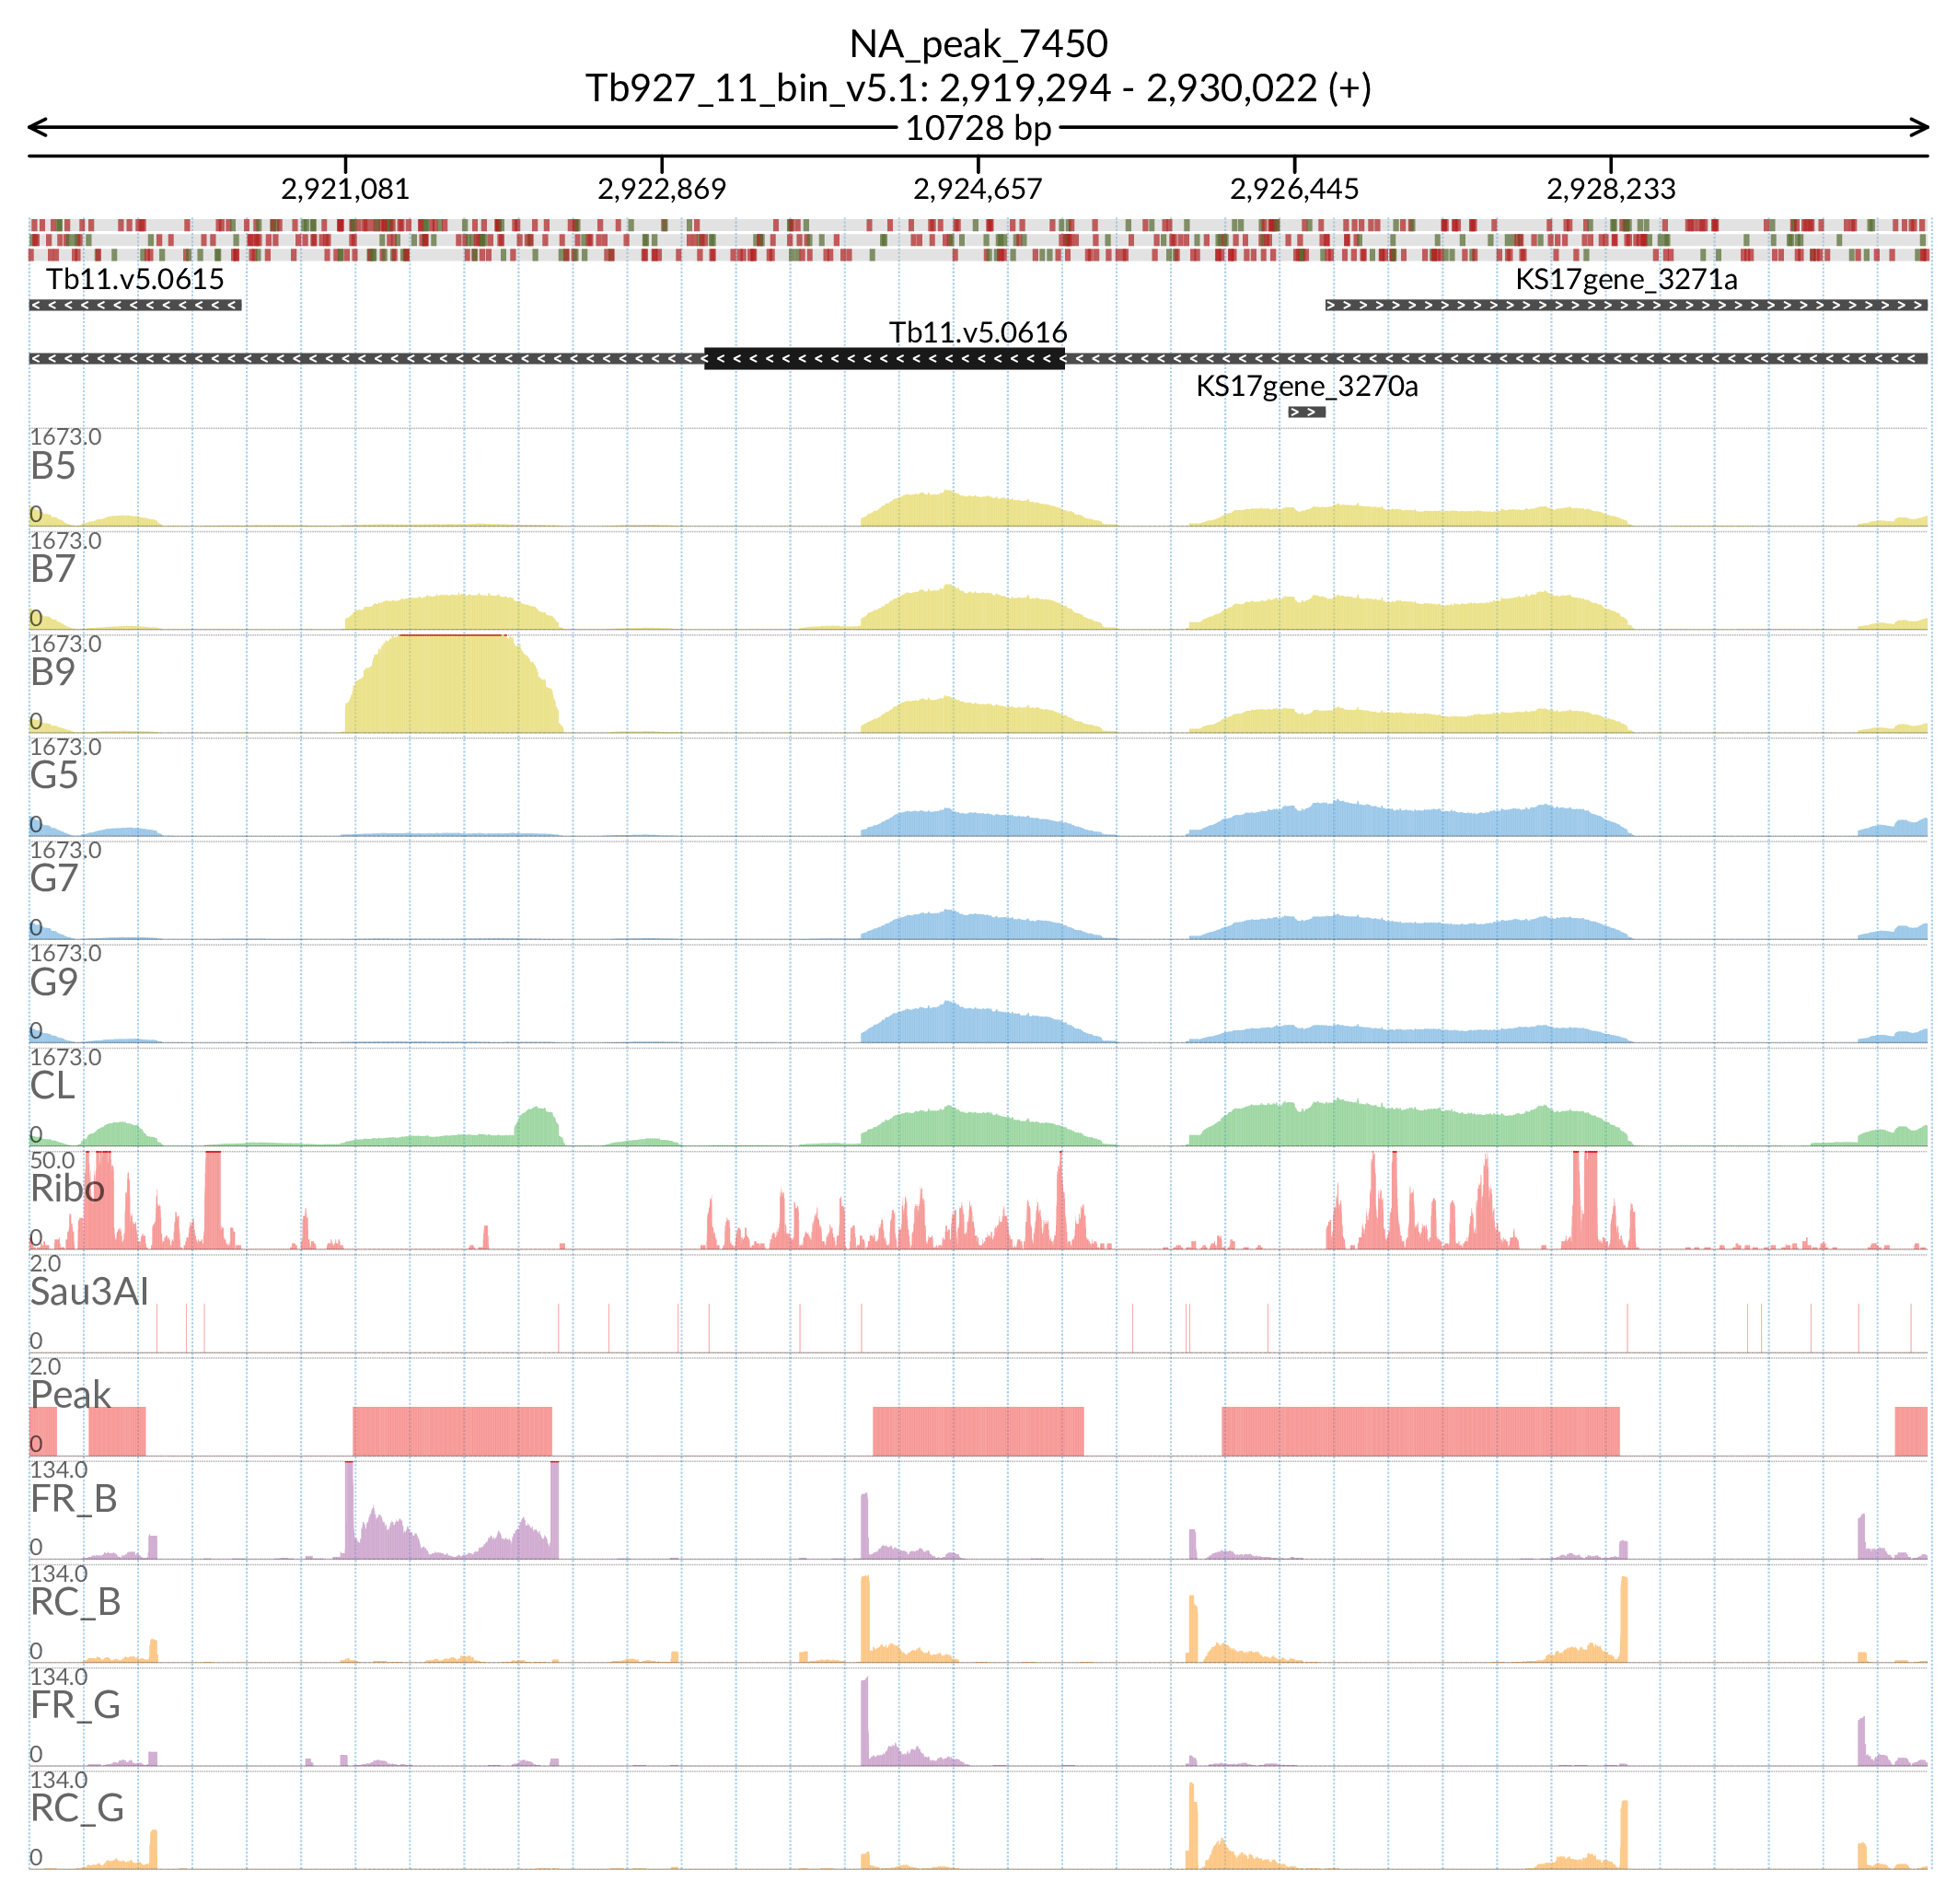 NA_peak_7450
Tb927_11_bin_v5.1: 2,919,294 - 2,930,022 (+)
10728 bp
2,921,081 2,922,869 2,924,657 2,926,445 2,928,233
Tb11.v5.0615 KS17gene_3271a
Tb11.v5.0616
KS17gene_3270a
1673.0
B5
0
1673.0
B7
0
1673.0
B9
0
1673.0
G5
0
1673.0
G7
0
1673.0
G9
0
1673.0
CL
0
50.0
Ribo
0
2.0
Sau3AI
0
2.0
Peak
0
134.0
FR_B
0
134.0
RC_B
0
134.0
FR_G
0
134.0
RC_G
0